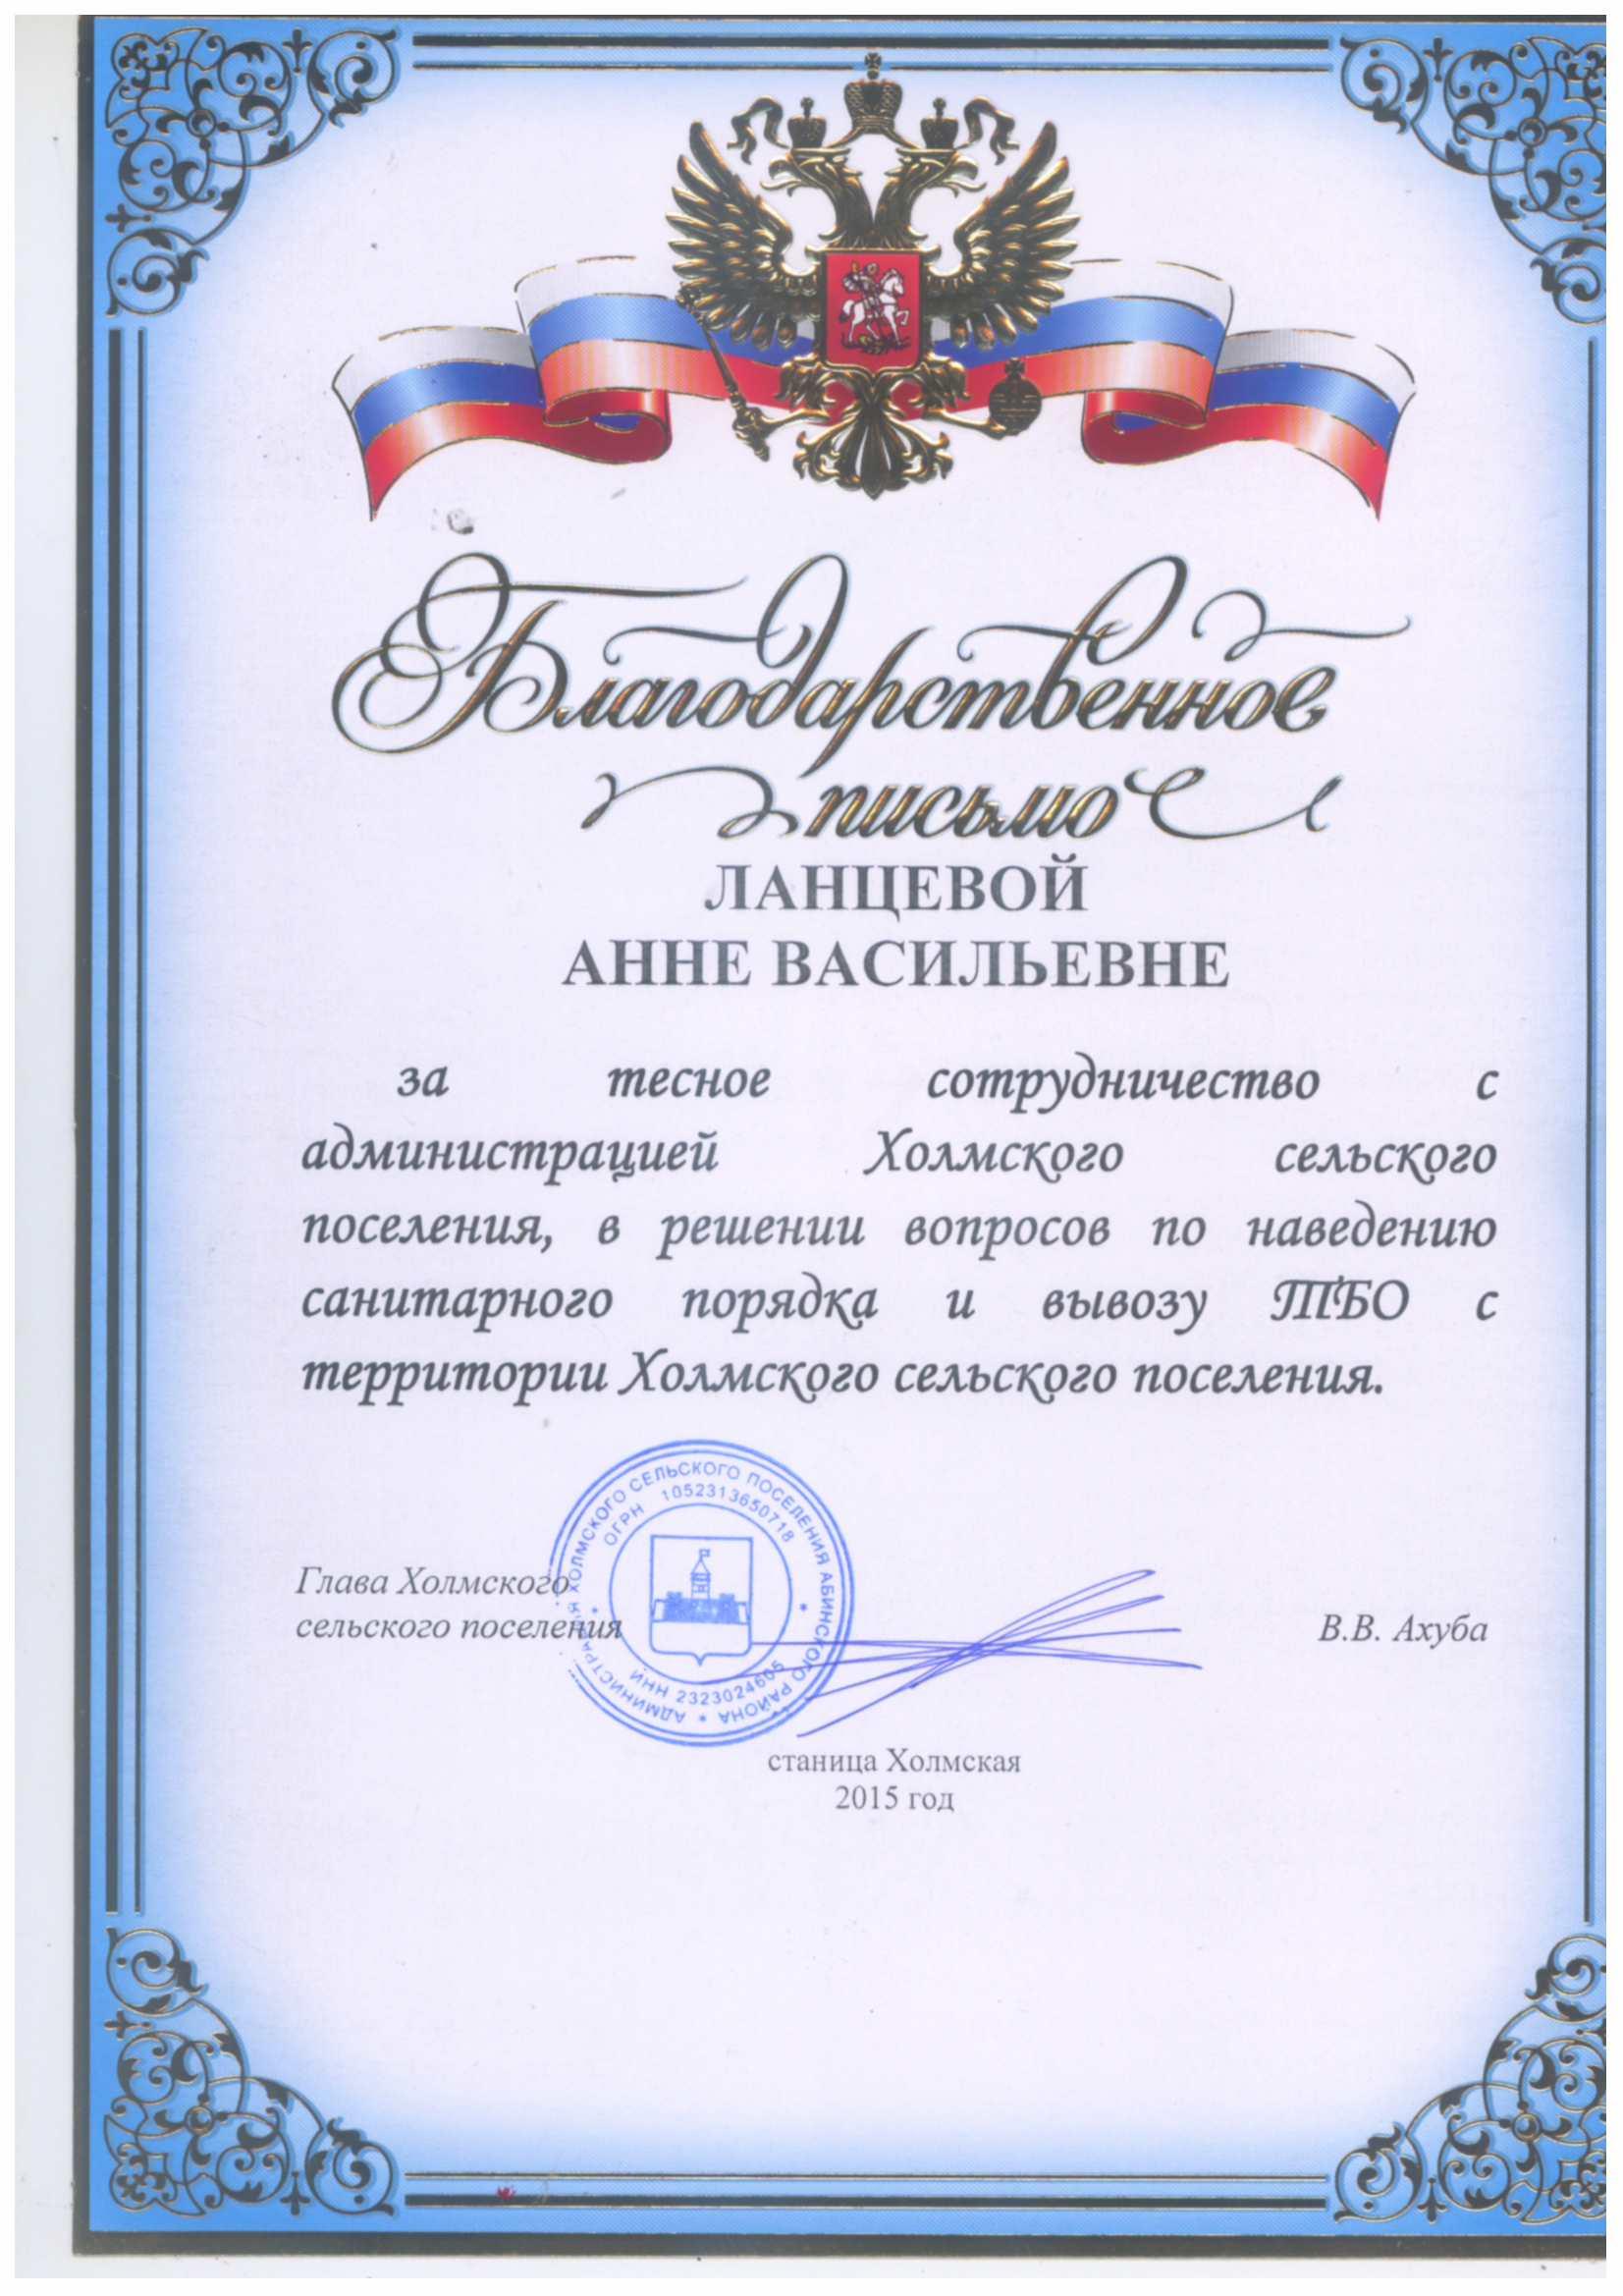 Благодарственное
письмо
ЛАНЦЕВОЙ
АННЕ ВАСИЛЬЕВНЕ
за тесное сотрудничество с
администрацией Холмского сельского
поселения, в решении вопросов по наведению
санитарного порядка и вывозу ТБО с
территории Холмского сельского поселения.
Глава Холмского
сельского поселения
В.В. Ахуба
АДМИНИСТРАЦИЯ ХОЛМСКОГО СЕЛЬСКОГО ПОСЕЛЕНИЯ АБИНСКОГО РАЙОНА
ОГРН 1052313650718
ИНН 2323024605
станица Холмская
2015 год